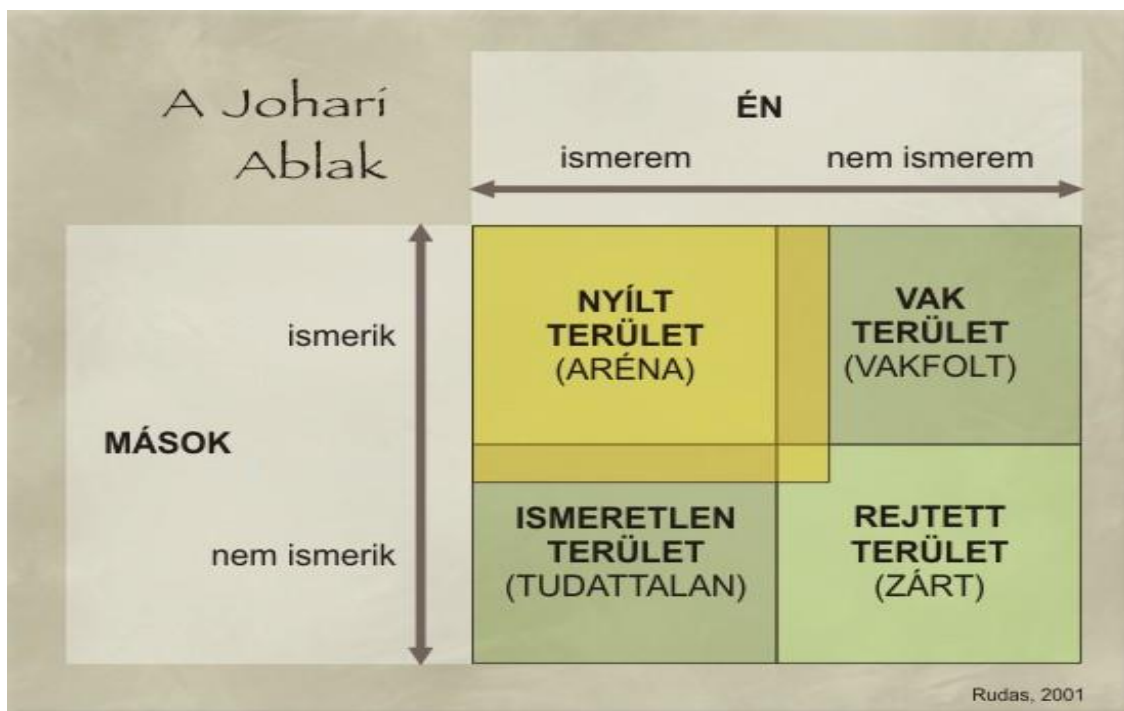 A Johari
Ablak
ÉN
ismerem nem ismerem
MÁSOK
ismerik
nem ismerik
NYÍLT
TERÜLET
(ARÉNA)
VAK
TERÜLET
(VAKFOLT)
ISMERETLEN
TERÜLET
(TUDATTALAN)
REJTETT
TERÜLET
(ZÁRT)
Rudas, 2001